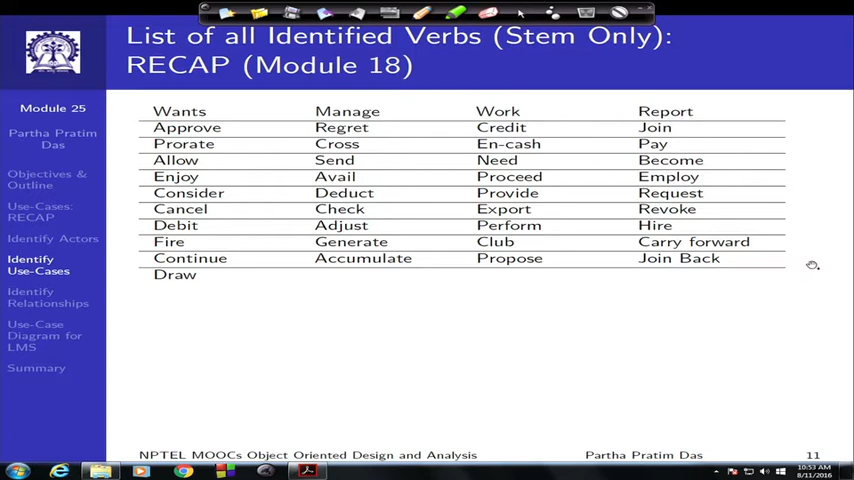 List of all Identified Verbs (Stem Only):
RECAP (Module 18)
Module 25
Partha Pratim
Das
Objectives &
Outline
Use-Cases:
RECAP
Identify Actors
Identify
Use-Cases
Identify
Relationships
Use-Case
Diagram for
LMS
Summary
Wants Manage Work Report
Approve Regret Credit Join
Prorate Cross En-cash Pay
Allow Send Need Become
Enjoy Avail Proceed Employ
Consider Deduct Provide Request
Cancel Check Export Revoke
Debit Adjust Perform Hire
Fire Generate Club Carry forward
Continue Accumulate Propose Join Back
Draw
NPTEL MOOCs Object Oriented Design and Analysis Partha Pratim Das 11
10:53 AM
8/11/2016